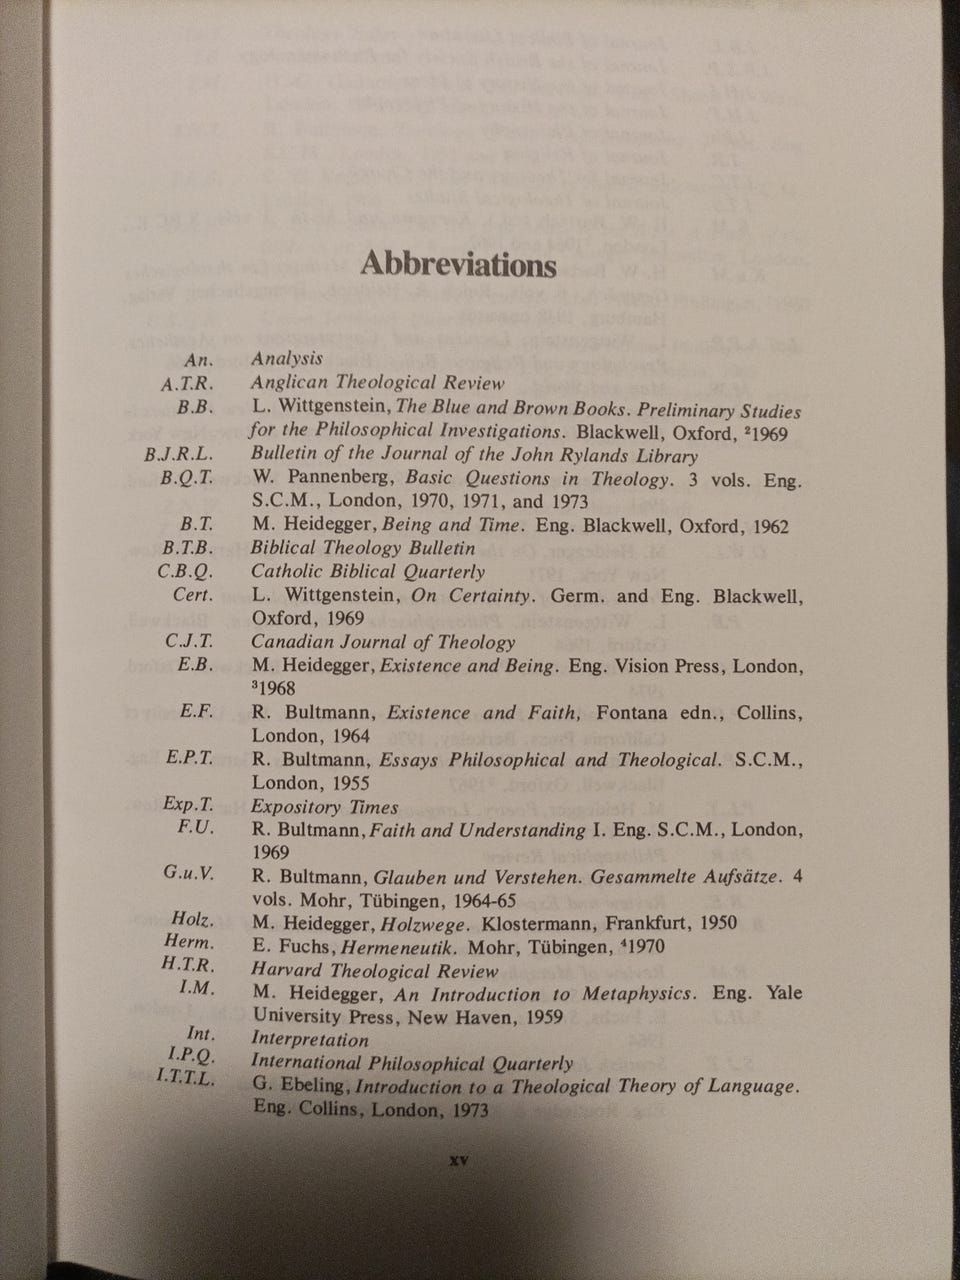 Abbreviations
An. Analysis
A.T.R. Anglican Theological Review
B.B. L. Wittgenstein, The Blue and Brown Books. Preliminary Studies
for the Philosophical Investigations. Blackwell, Oxford, ²1969
B.J.R.L. Bulletin of the Journal of the John Rylands Library
B.Q.T. W. Pannenberg, Basic Questions in Theology. 3 vols. Eng.
S.C.M., London, 1970, 1971, and 1973
B.T. M. Heidegger, Being and Time. Eng. Blackwell, Oxford, 1962
B.T.B. Biblical Theology Bulletin
C.B.Q. Catholic Biblical Quarterly
Cert. L. Wittgenstein, On Certainty. Germ. and Eng. Blackwell,
Oxford, 1969
C.J.T. Canadian Journal of Theology
E.B. M. Heidegger, Existence and Being. Eng. Vision Press, London,
³1968
E.F. R. Bultmann, Existence and Faith, Fontana edn., Collins,
London, 1964
E.P.T. R. Bultmann, Essays Philosophical and Theological. S.C.M.,
London, 1955
Exp.T. Expository Times
F.U. R. Bultmann, Faith and Understanding I. Eng. S.C.M., London,
1969
G.u.V. R. Bultmann, Glauben und Verstehen. Gesammelte Aufsätze. 4
vols. Mohr, Tübingen, 1964-65
Holz. M. Heidegger, Holzwege. Klostermann, Frankfurt, 1950
Herm. E. Fuchs, Hermeneutik. Mohr, Tübingen, ⁴1970
H.T.R. Harvard Theological Review
I.M. M. Heidegger, An Introduction to Metaphysics. Eng. Yale
University Press, New Haven, 1959
Int. Interpretation
I.P.Q. International Philosophical Quarterly
I.T.T.L. G. Ebeling, Introduction to a Theological Theory of Language.
Eng. Collins, London, 1973
xv